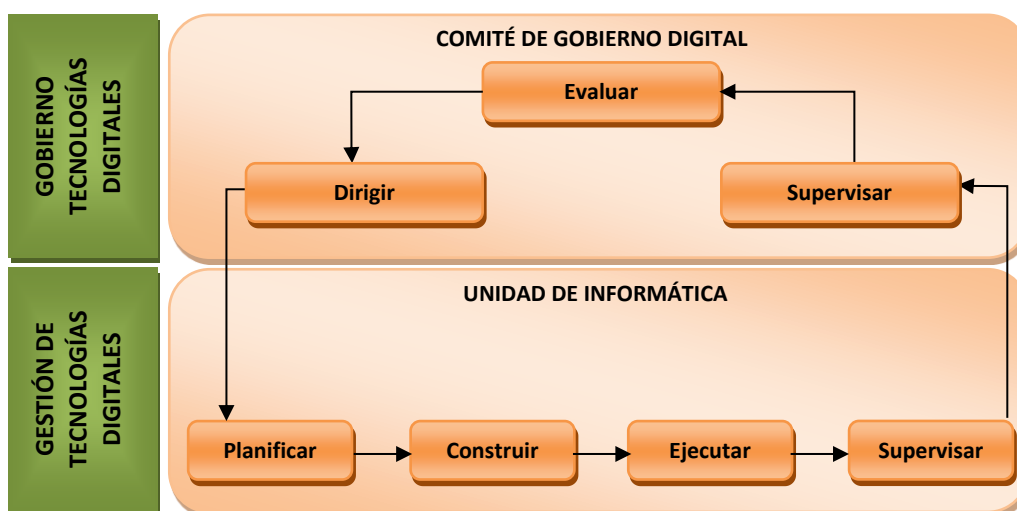 GOBIERNO
TECNOLOGÍAS
DIGITALES
COMITÉ DE GOBIERNO DIGITAL
Evaluar
Dirigir
Supervisar
GESTIÓN DE
TECNOLOGÍAS
DIGITALES
UNIDAD DE INFORMÁTICA
Planificar
Construir
Ejecutar
Supervisar